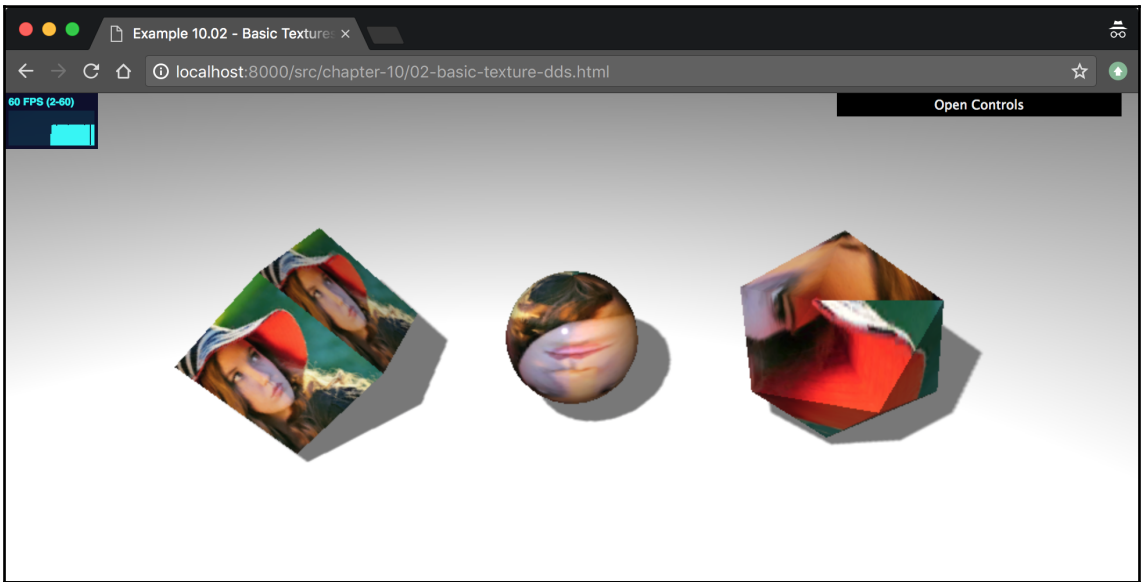 Example 10.02 - Basic Textures
localhost:8000/src/chapter-10/02-basic-texture-dds.html
60 FPS (2-60)
Open Controls